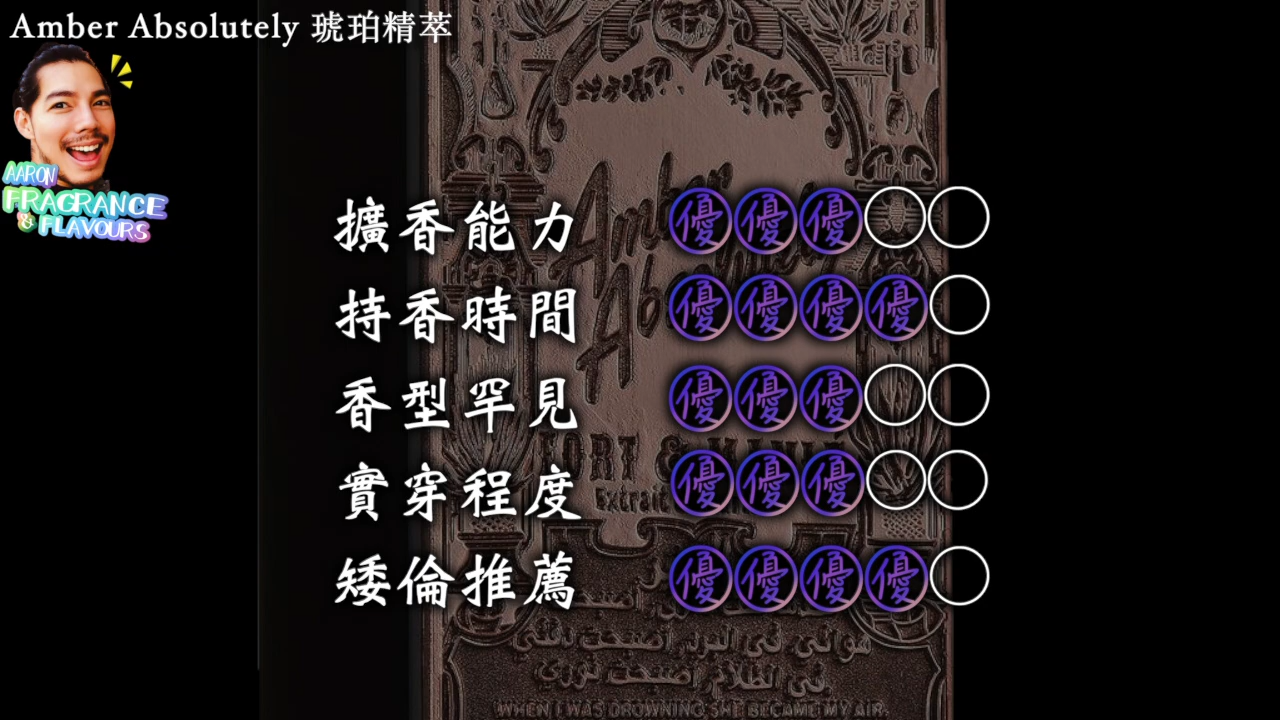 Amber Absolutely 琥珀精萃
AARON
FRAGRANCE
& FLAVOURS
擴香能力 優優優
持香時間 優優優優
香型罕見 優優優
實穿程度 優優優
矮倫推薦 優優優優
Amber
Absolutely
FORT & MANLÉ
Extrait
WHEN I WAS DROWNING SHE BECAME MY AIR.